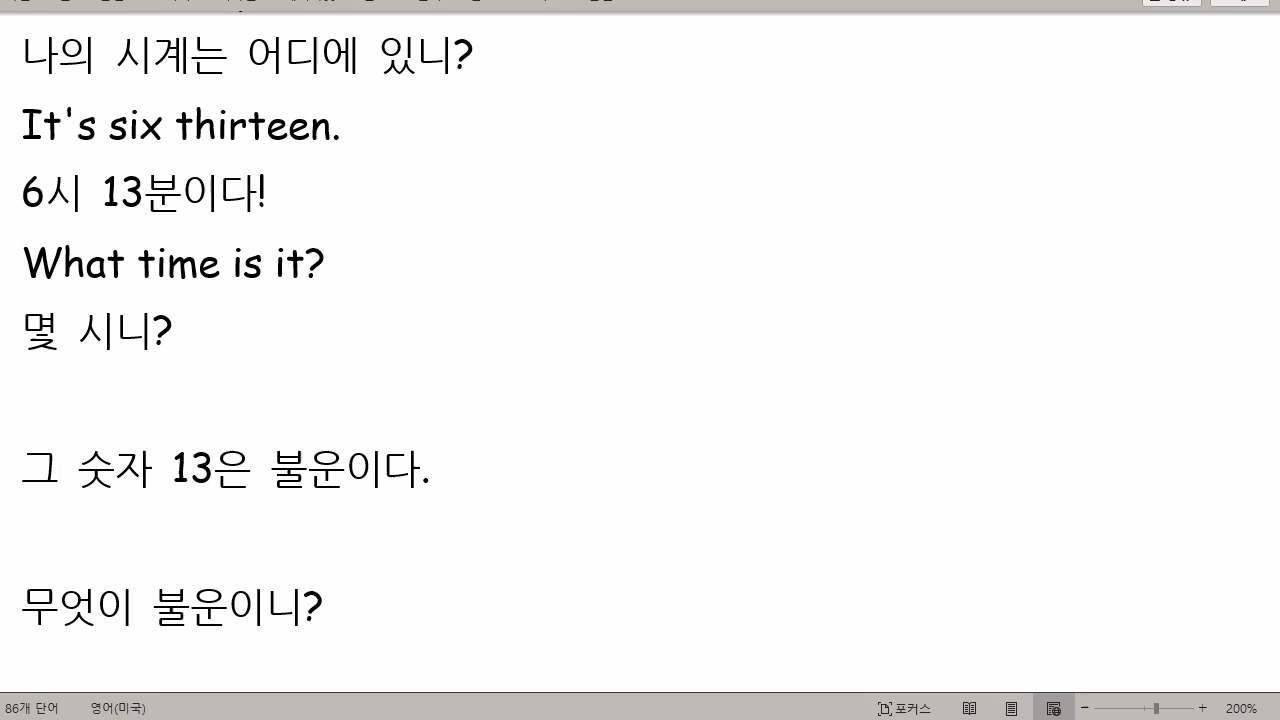 나의 시계는 어디에 있니?
It's six thirteen.
6시 13분이다!
What time is it?
몇 시니?
그 숫자 13은 불운이다.
무엇이 불운이니?
86개 단어 영어(미국) 포커스 200%